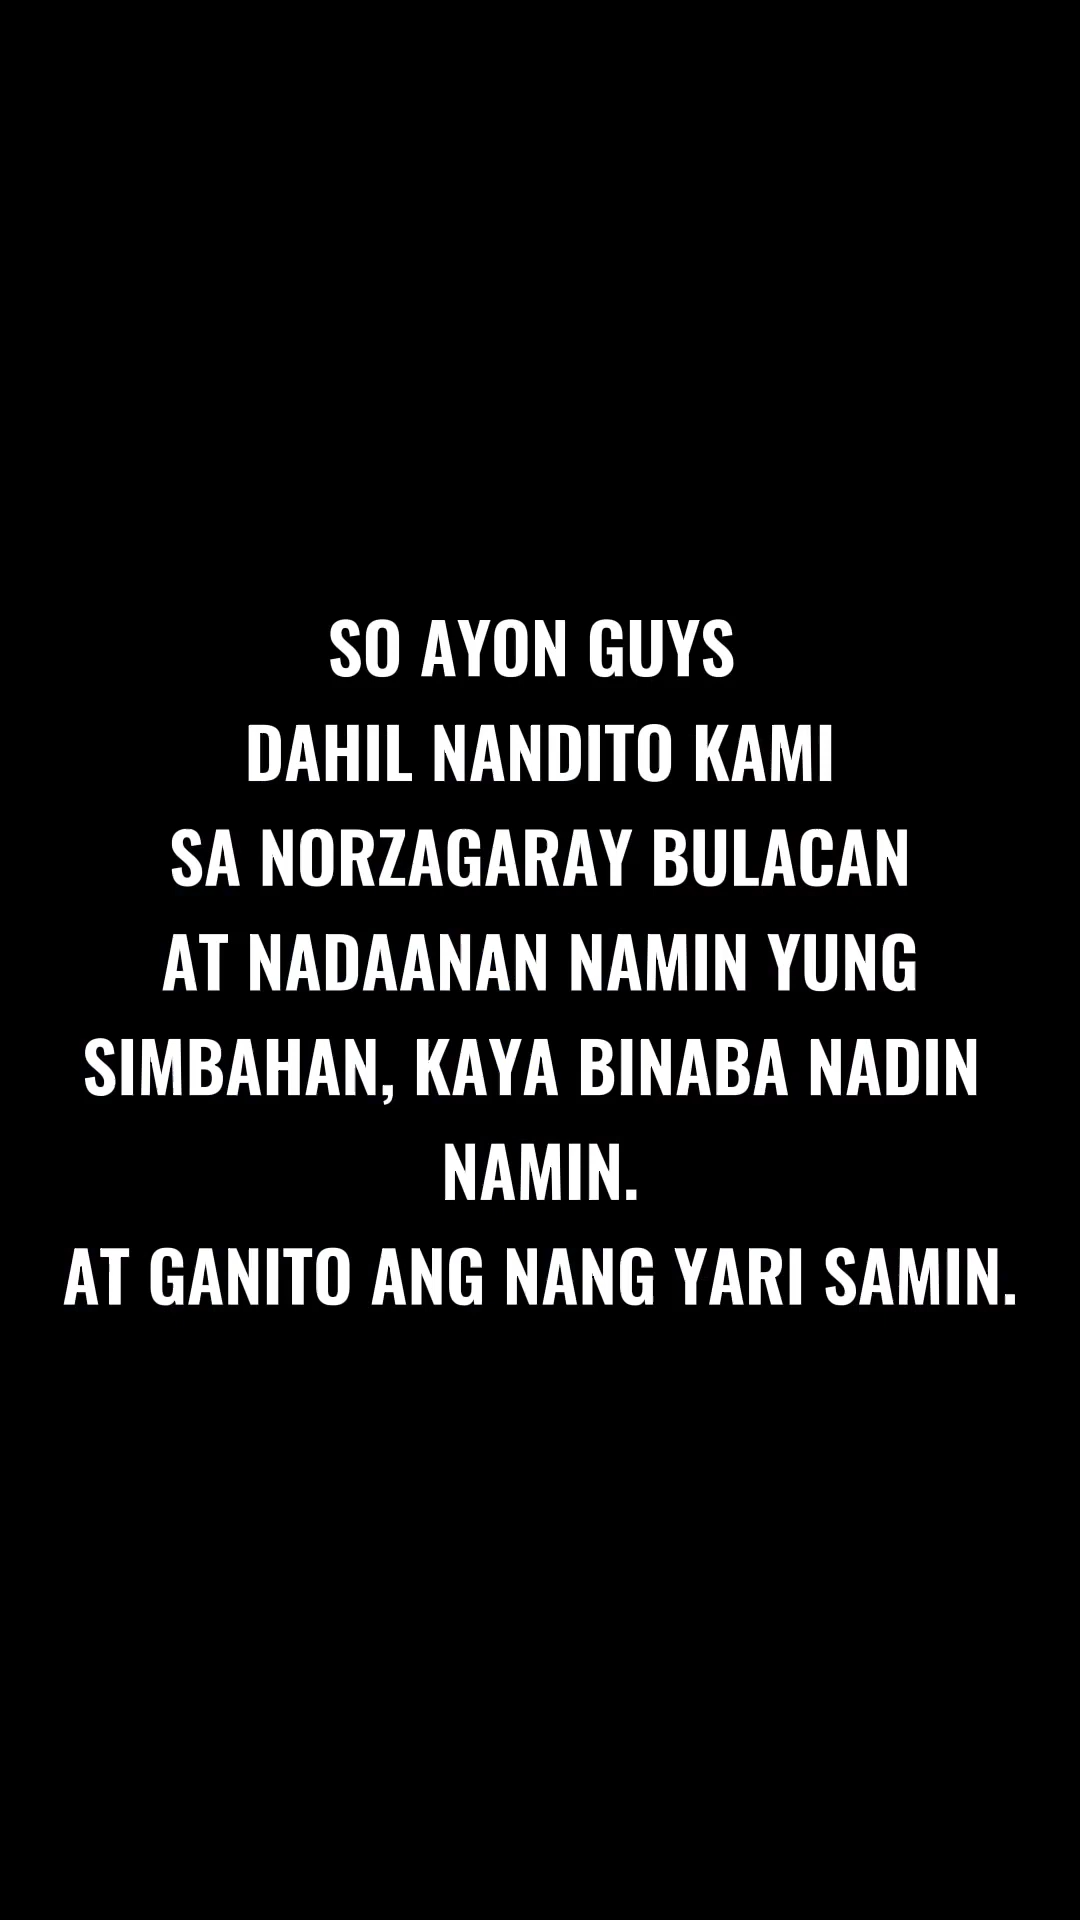 SO AYON GUYS
DAHIL NANDITO KAMI
SA NORZAGARAY BULACAN
AT NADAANAN NAMIN YUNG
SIMBAHAN, KAYA BINABA NADIN
NAMIN.
AT GANITO ANG NANG YARI SAMIN.